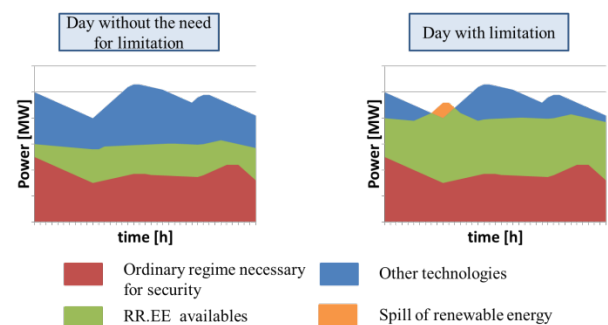 Day without the need
for limitation
Day with limitation
Power [MW]
time [h]
Power [MW]
time [h]
Ordinary regime necessary
for security
Other technologies
RR.EE availables
Spill of renewable energy